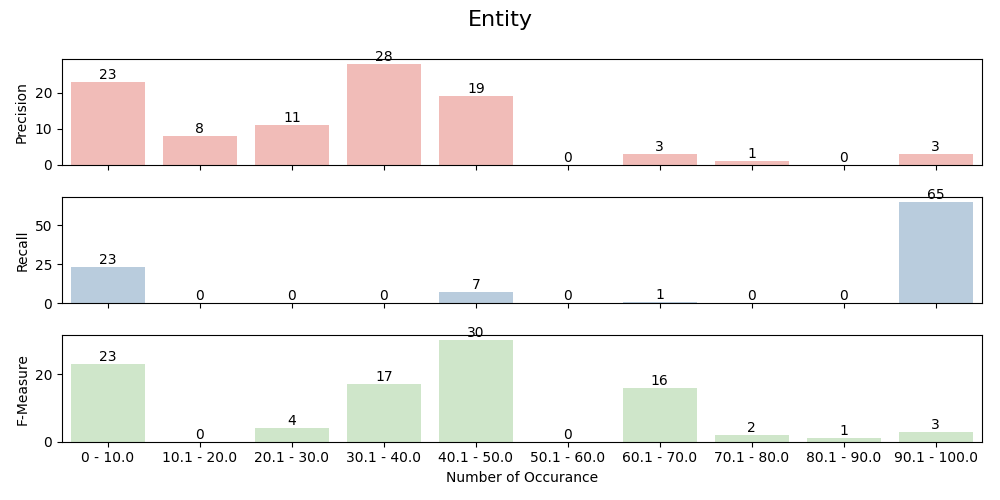 Entity
Precision
20
10
0
23
8
11
28
19
0
3
1
0
3
Recall
50
25
0
23
0
0
0
7
0
1
0
0
65
F-Measure
20
0
23
0
4
17
30
0
16
2
1
3
0 - 10.0
10.1 - 20.0
20.1 - 30.0
30.1 - 40.0
40.1 - 50.0
50.1 - 60.0
60.1 - 70.0
70.1 - 80.0
80.1 - 90.0
90.1 - 100.0
Number of Occurance